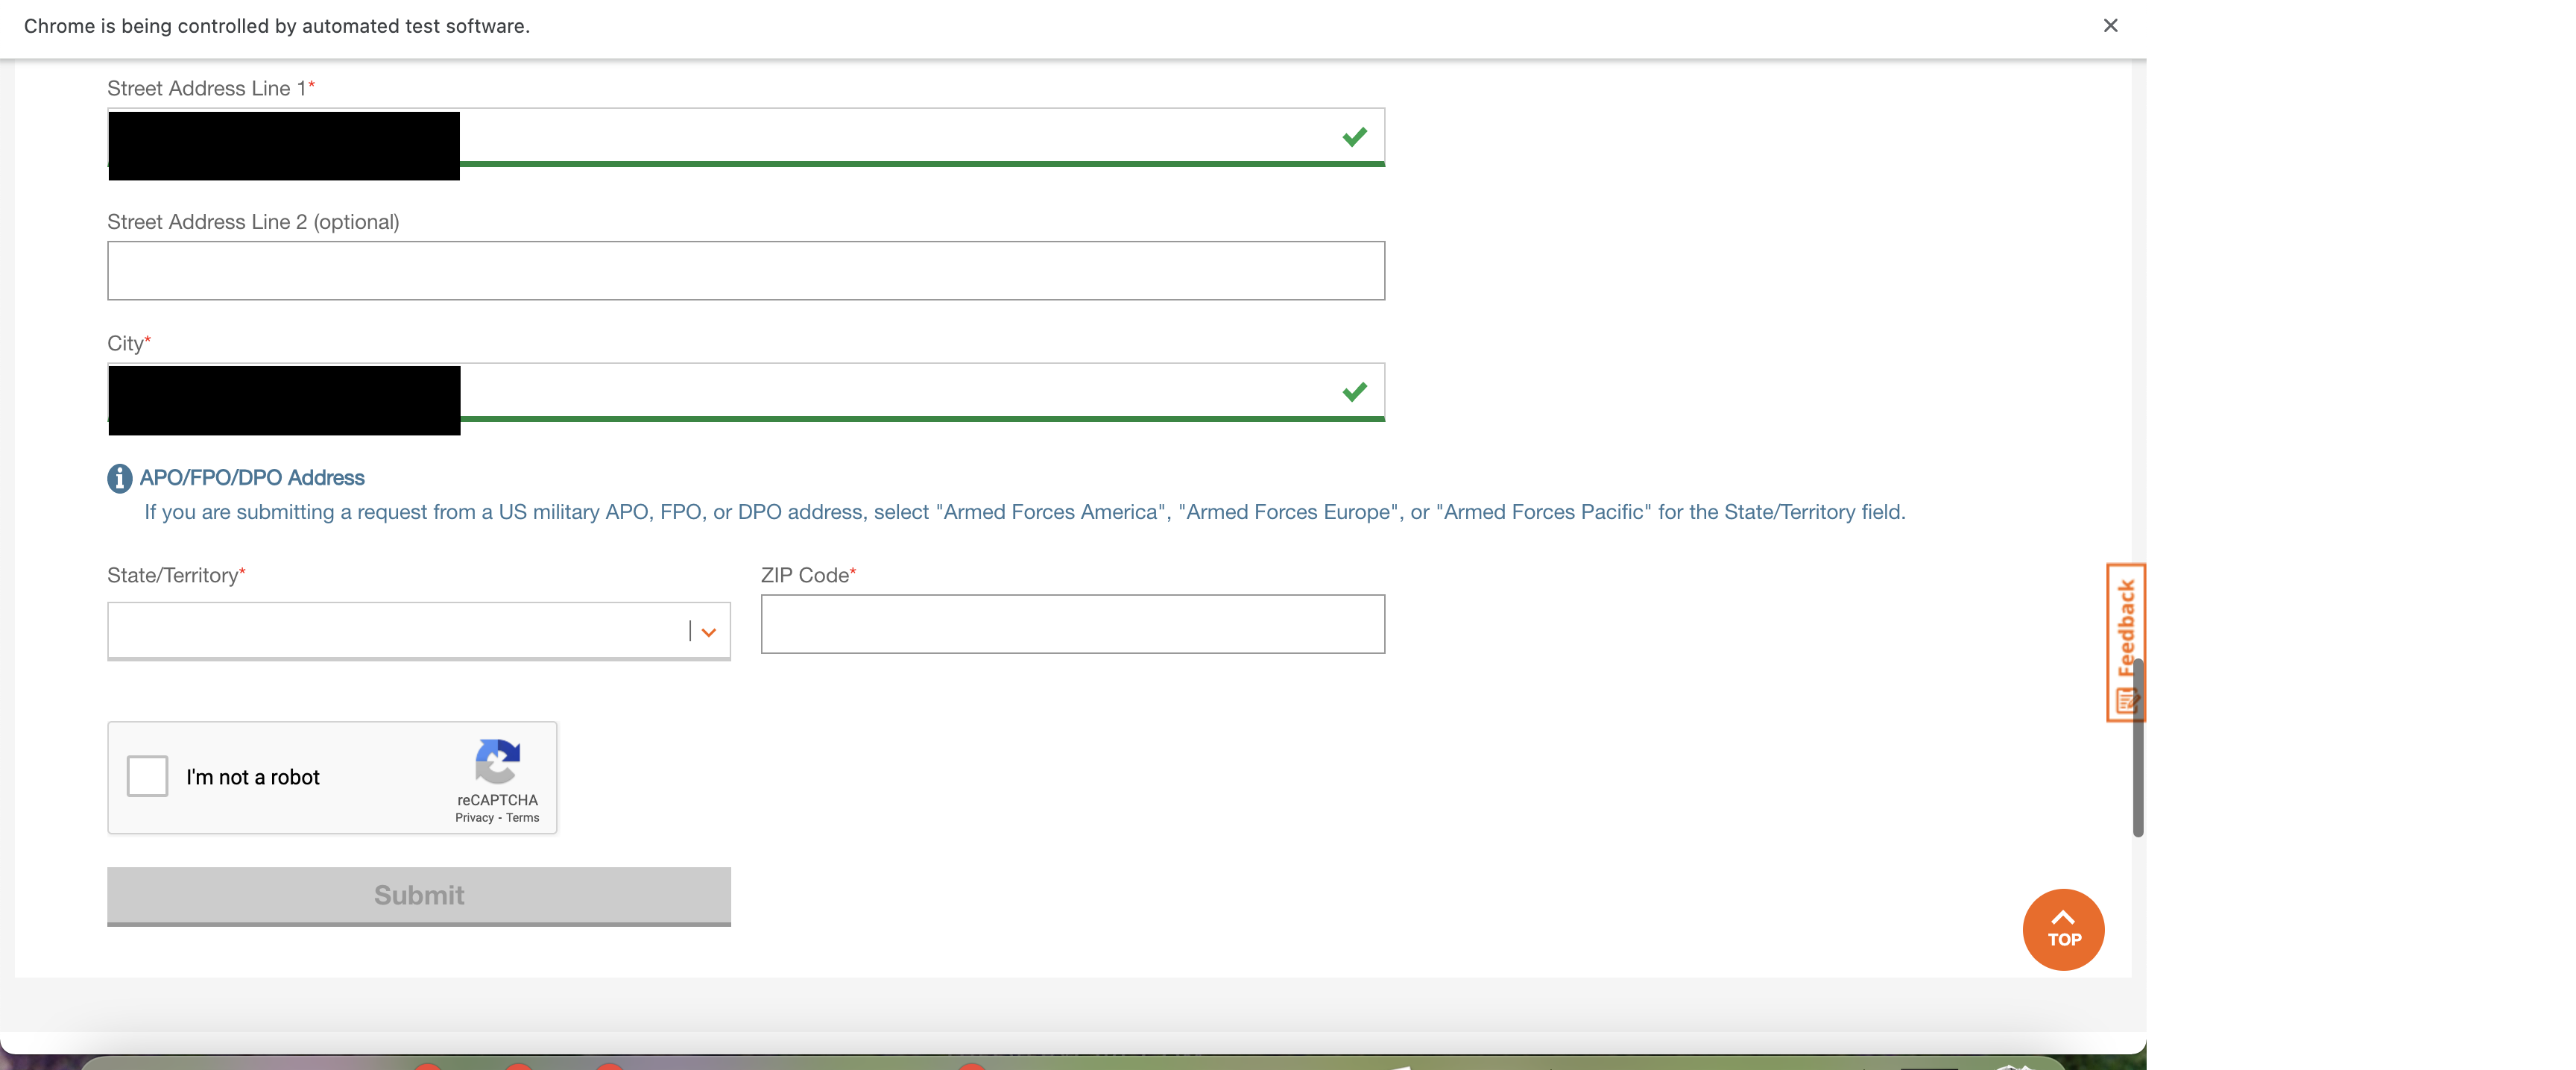 Chrome is being controlled by automated test software.
Street Address Line 1*
Street Address Line 2 (optional)
City*
APO/FPO/DPO Address
If you are submitting a request from a US military APO, FPO, or DPO address, select "Armed Forces America", "Armed Forces Europe", or "Armed Forces Pacific" for the State/Territory field.
State/Territory*
ZIP Code*
Feedback
I'm not a robot
reCAPTCHA
Privacy - Terms
Submit
TOP